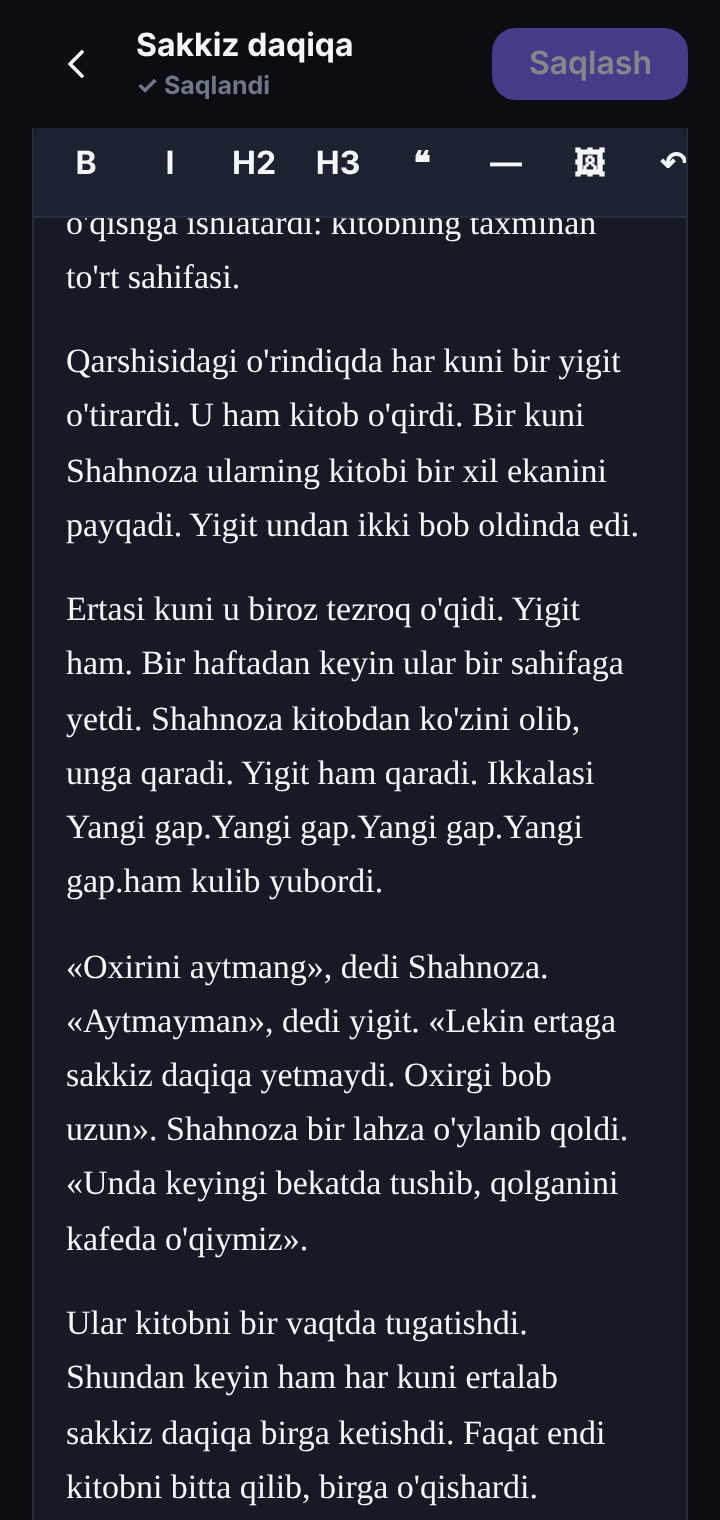 Sakkiz daqiqa
✓ Saqlandi
Saqlash
B I H2 H3 ❝ — 🖼 ↶
o'qishga ishlatardi: kitobning taxminan
to'rt sahifasi.
Qarshisidagi o'rindiqda har kuni bir yigit
o'tirardi. U ham kitob o'qirdi. Bir kuni
Shahnoza ularning kitobi bir xil ekanini
payqadi. Yigit undan ikki bob oldinda edi.
Ertasi kuni u biroz tezroq o'qidi. Yigit
ham. Bir haftadan keyin ular bir sahifaga
yetdi. Shahnoza kitobdan ko'zini olib,
unga qaradi. Yigit ham qaradi. Ikkalasi
Yangi gap.Yangi gap.Yangi gap.Yangi
gap.ham kulib yubordi.
«Oxirini aytmang», dedi Shahnoza.
«Aytmayman», dedi yigit. «Lekin ertaga
sakkiz daqiqa yetmaydi. Oxirgi bob
uzun». Shahnoza bir lahza o'ylanib qoldi.
«Unda keyingi bekatda tushib, qolganini
kafeda o'qiymiz».
Ular kitobni bir vaqtda tugatishdi.
Shundan keyin ham har kuni ertalab
sakkiz daqiqa birga ketishdi. Faqat endi
kitobni bitta qilib, birga o'qishardi.